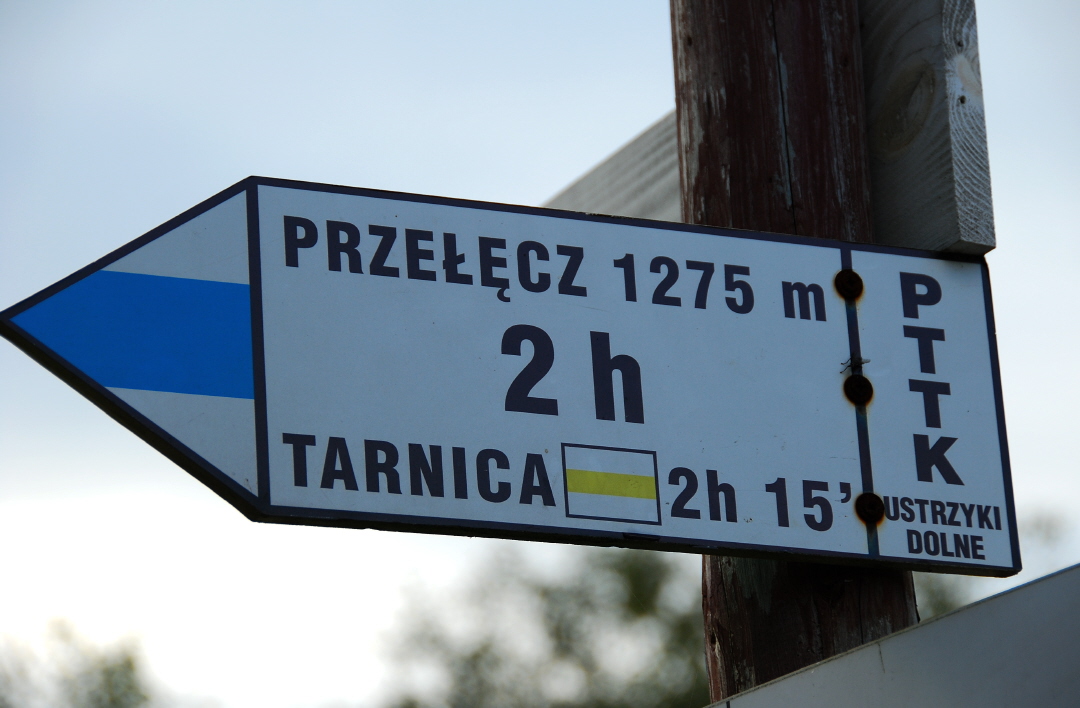 PRZEŁĘCZ 1275 m
2 h
TARNICA 2h 15’
PTTK
USTRZYKI
DOLNE